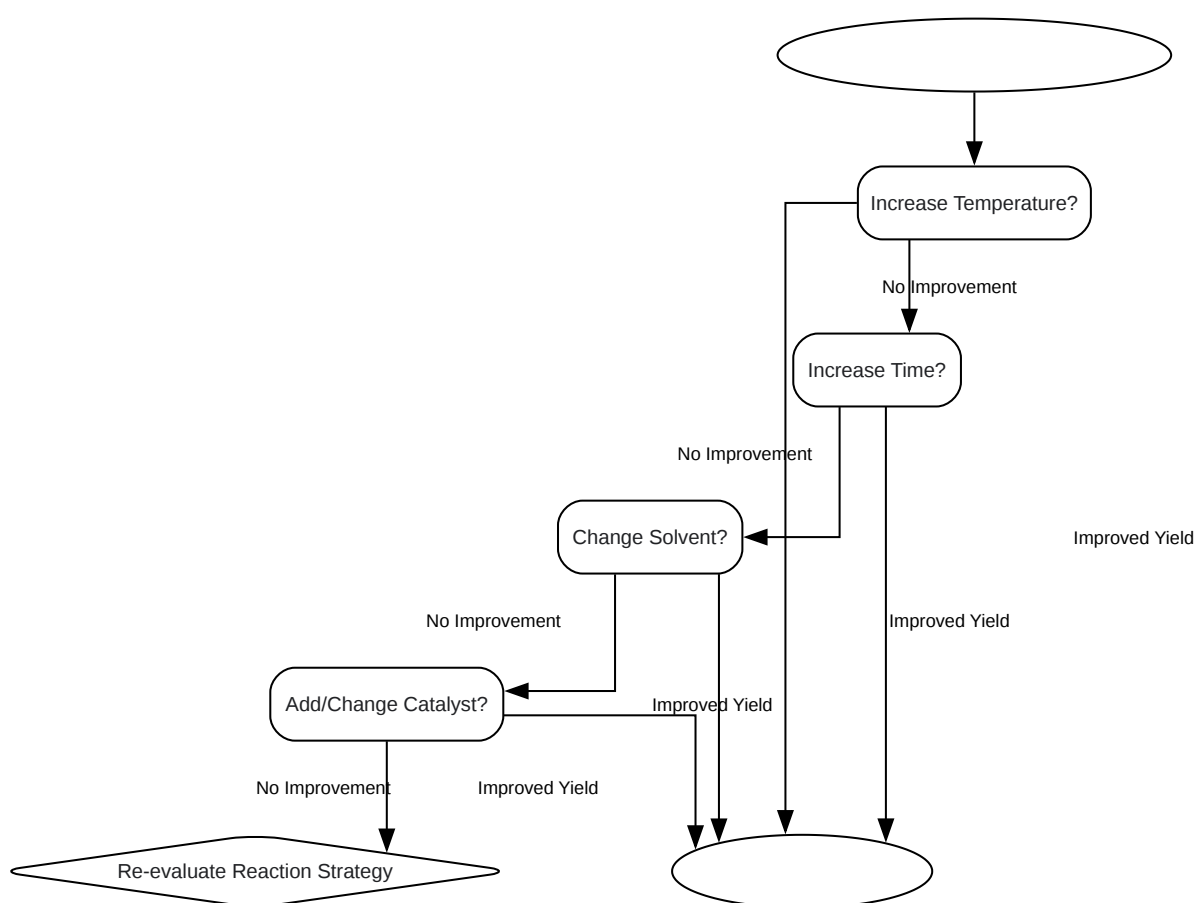 Increase Temperature?
No Improvement
Increase Time?
No Improvement
Change Solvent?
Improved Yield
No Improvement
Improved Yield
Add/Change Catalyst?
Improved Yield
No Improvement
Improved Yield
Re-evaluate Reaction Strategy